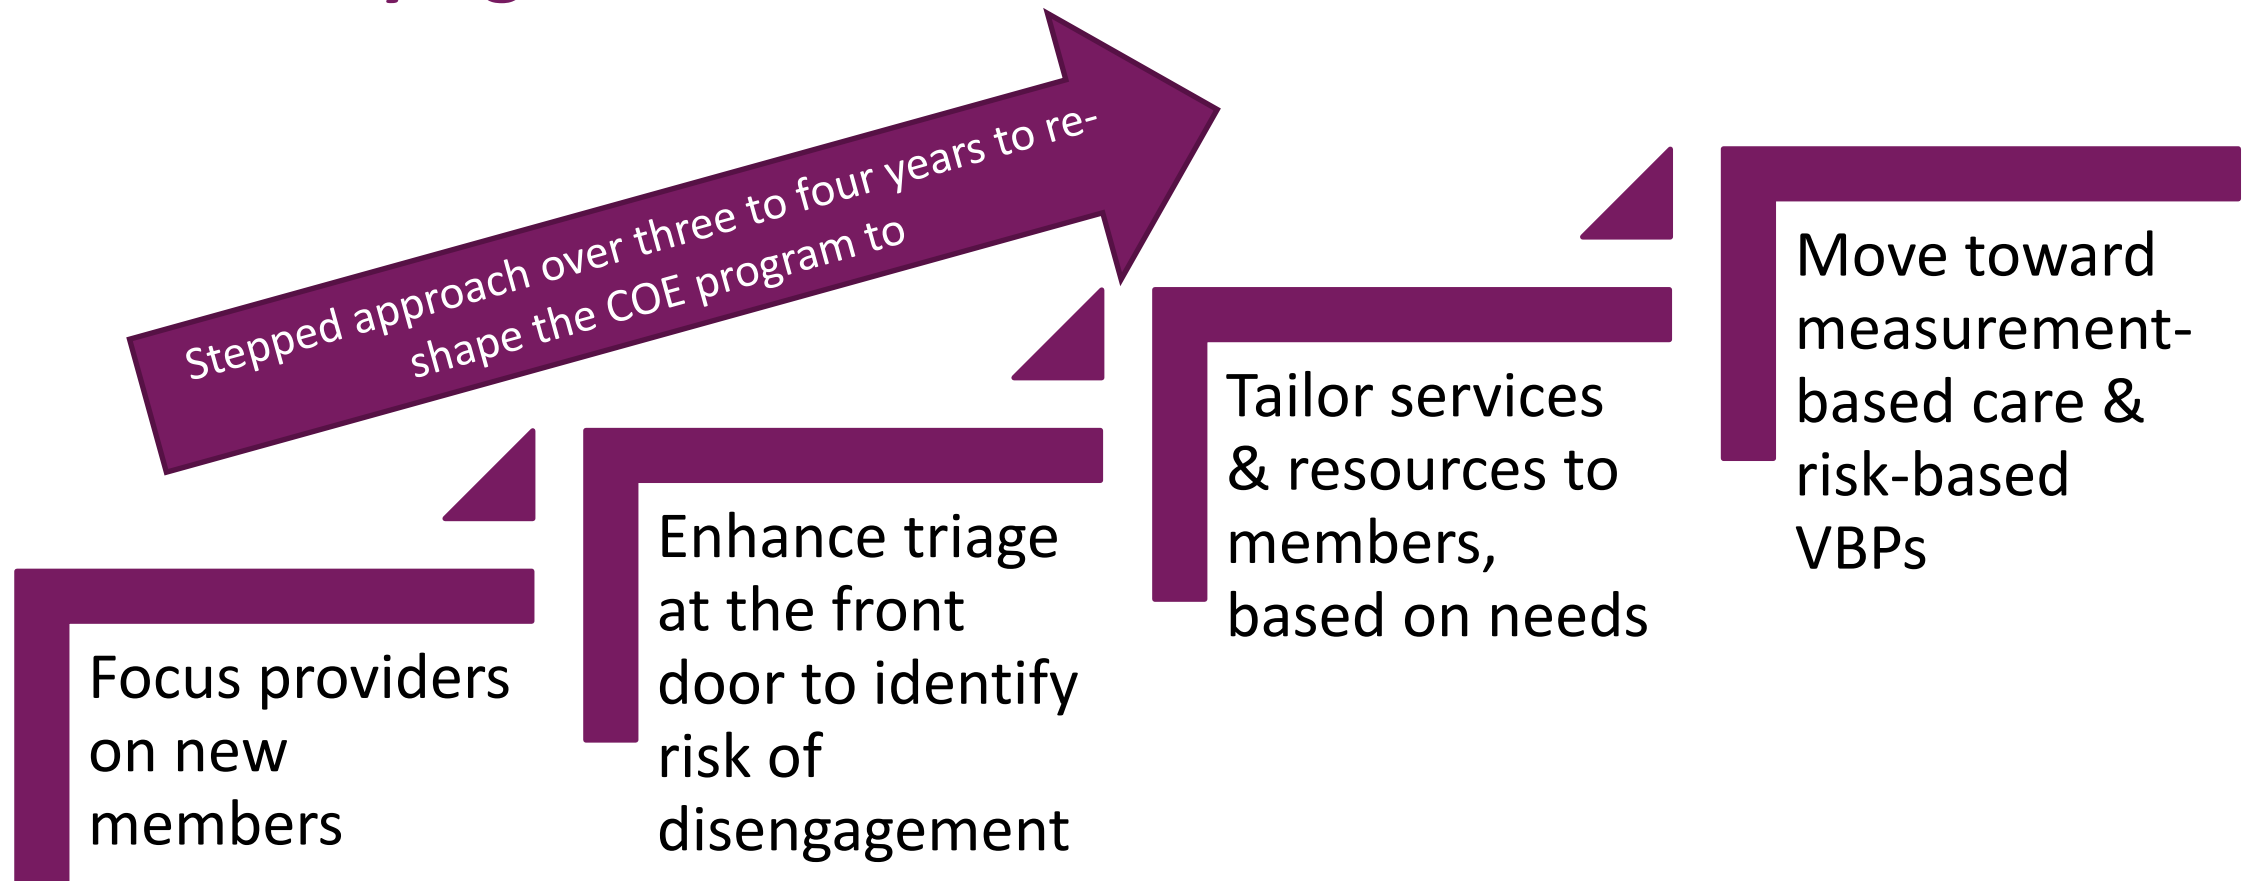 Stepped approach over three to four years to re-
shape the COE program to
Focus providers
on new
members
Enhance triage
at the front
door to identify
risk of
disengagement
Tailor services
& resources to
members,
based on needs
Move toward
measurement-
based care &
risk-based
VBPs